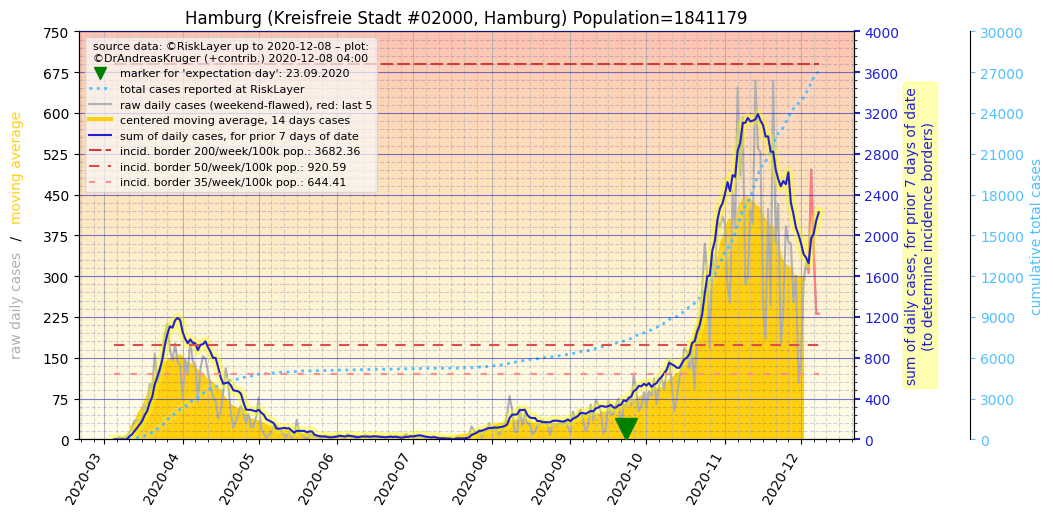 Hamburg (Kreisfreie Stadt #02000, Hamburg) Population=1841179
source data: ©RiskLayer up to 2020-12-08 – plot:
©DrAndreasKruger (+contrib.) 2020-12-08 04:00
marker for 'expectation day': 23.09.2020
total cases reported at RiskLayer
raw daily cases (weekend-flawed), red: last 5
centered moving average, 14 days cases
sum of daily cases, for prior 7 days of date
incid. border 200/week/100k pop.: 3682.36
incid. border 50/week/100k pop.: 920.59
incid. border 35/week/100k pop.: 644.41
raw daily cases / moving average
750
675
600
525
450
375
300
225
150
75
0
2020-03
2020-04
2020-05
2020-06
2020-07
2020-08
2020-09
2020-10
2020-11
2020-12
4000
3600
3200
2800
2400
2000
1600
1200
800
400
0
sum of daily cases, for prior 7 days of date
(to determine incidence borders)
30000
27000
24000
21000
18000
15000
12000
9000
6000
3000
0
cumulative total cases